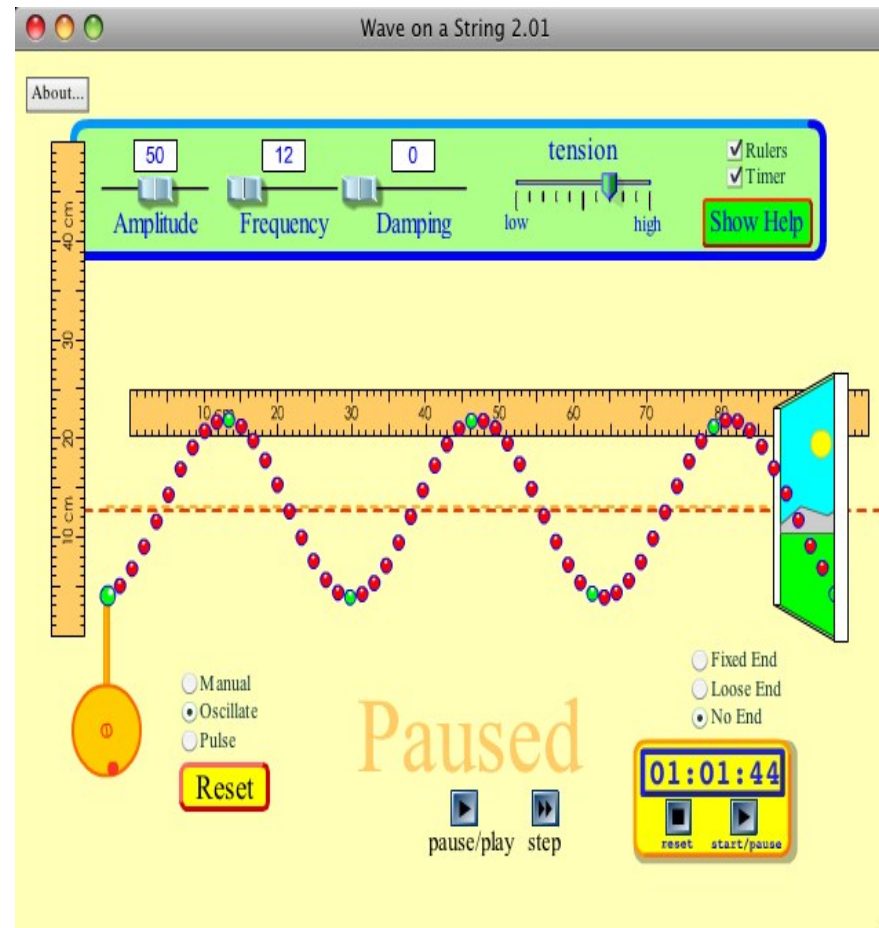 Wave on a String 2.01
About...
50 12 0
tension
Rulers
Timer
Amplitude Frequency Damping
low high
Show Help
40 cm
30
20
10 cm
10 cm 20 30 40 50 60 70 80
Manual
Oscillate
Pulse
Reset
Paused
pause/play step
Fixed End
Loose End
No End
01:01:44
reset start/pause